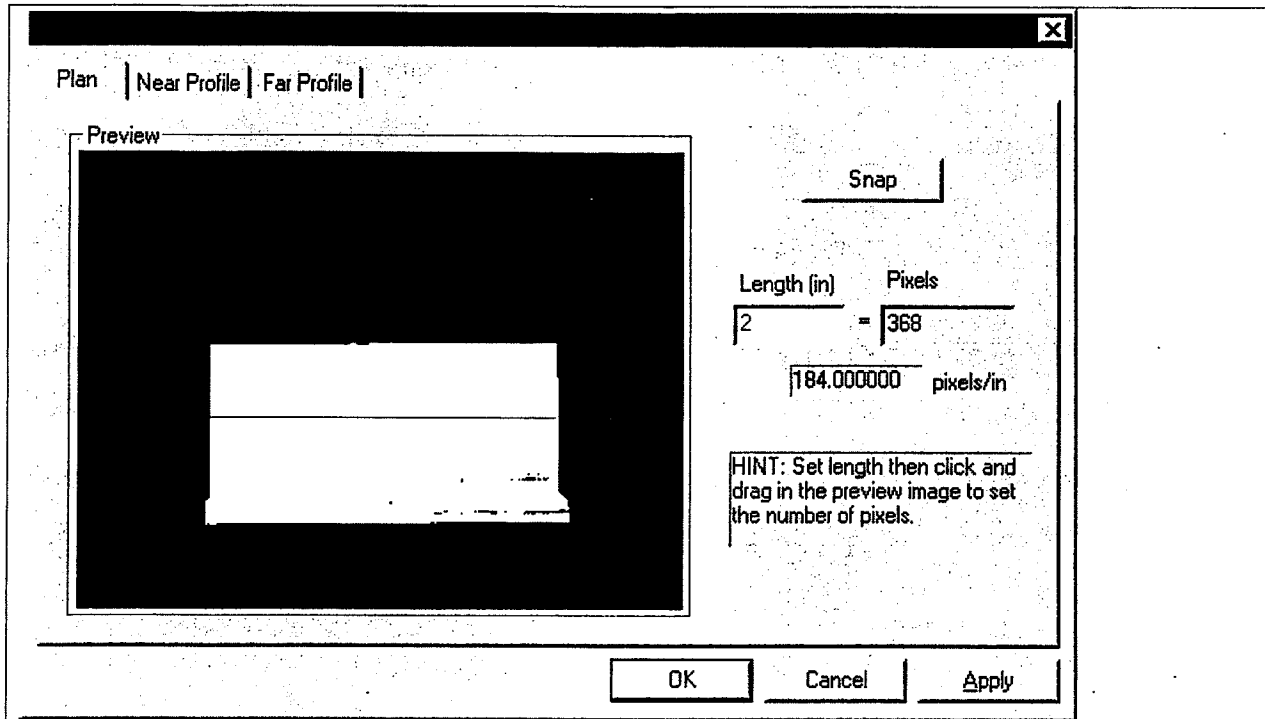 Plan Near Profile Far Profile
Preview
Snap
Length (in) Pixels
2 = 368
184.000000 pixels/in
HINT: Set length then click and
drag in the preview image to set
the number of pixels.
OK Cancel Apply